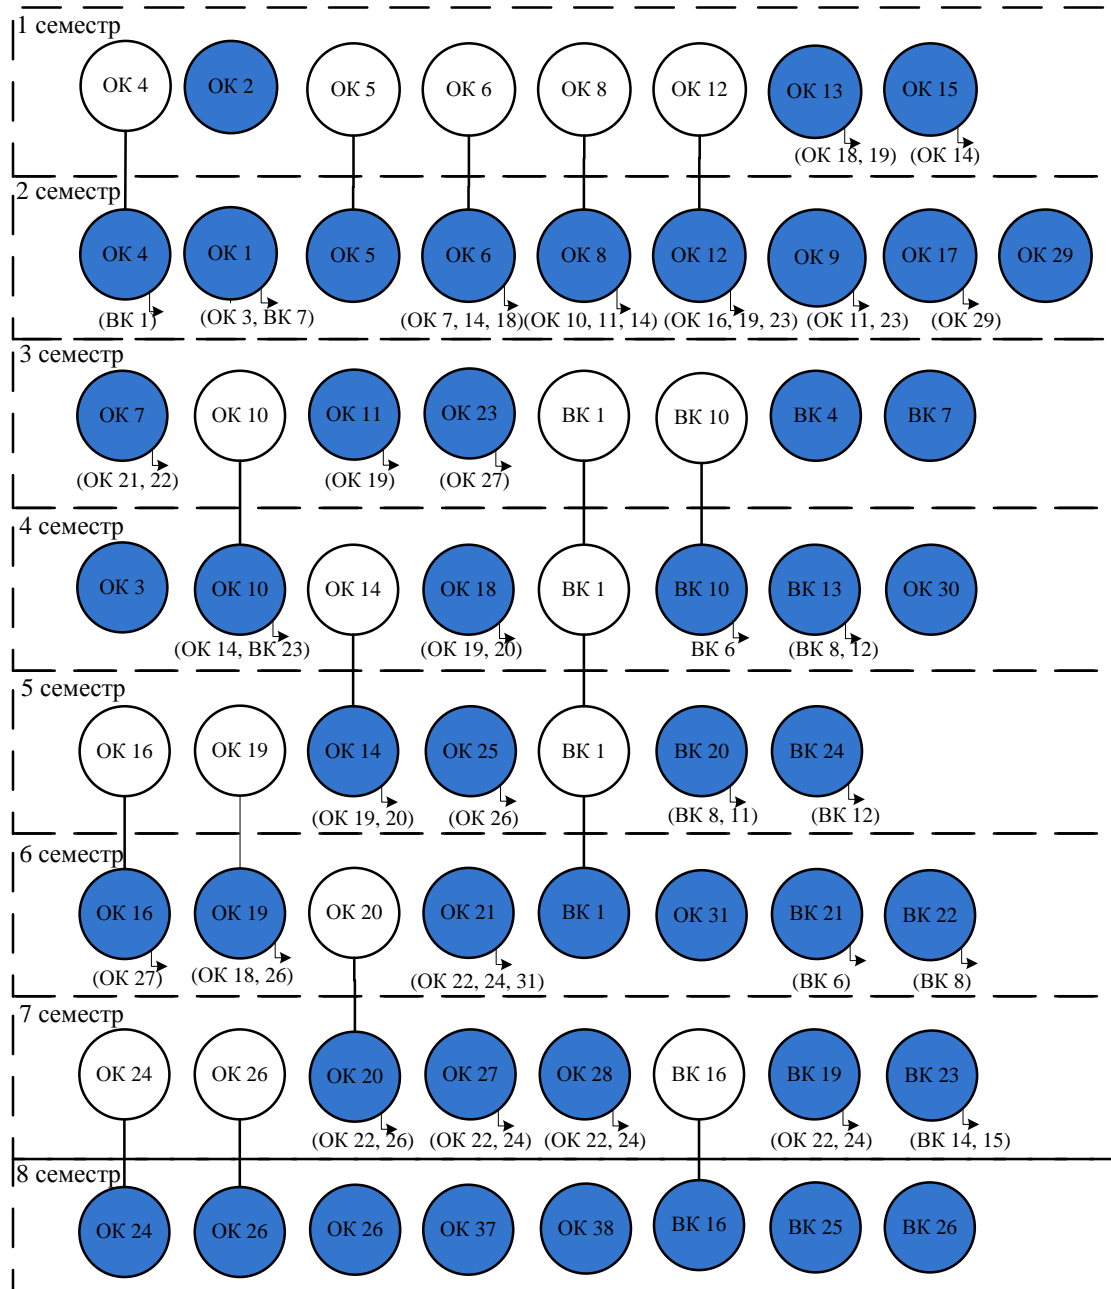 1 семестр
ОК 4 ОК 2 ОК 5 ОК 6 ОК 8 ОК 12 ОК 13 ОК 15
(ОК 18, 19) (ОК 14)
2 семестр
ОК 4 ОК 1 ОК 5 ОК 6 ОК 8 ОК 12 ОК 9 ОК 17 ОК 29
(ВК 1) (ОК 3, ВК 7) (ОК 7, 14, 18) (ОК 10, 11, 14) (ОК 16, 19, 23) (ОК 11, 23) (ОК 29)
3 семестр
ОК 7 ОК 10 ОК 11 ОК 23 ВК 1 ВК 10 ВК 4 ВК 7
(ОК 21, 22) (ОК 19) (ОК 27)
4 семестр
ОК 3 ОК 10 ОК 14 ОК 18 ВК 1 ВК 10 ВК 13 ОК 30
(ОК 14, ВК 23) (ОК 19, 20) ВК 6 (ВК 8, 12)
5 семестр
ОК 16 ОК 19 ОК 14 ОК 25 ВК 1 ВК 20 ВК 24
(ОК 19, 20) (ОК 26) (ВК 8, 11) (ВК 12)
6 семестр
ОК 16 ОК 19 ОК 20 ОК 21 ВК 1 ОК 31 ВК 21 ВК 22
(ОК 27) (ОК 18, 26) (ОК 22, 24, 31) (ВК 6) (ВК 8)
7 семестр
ОК 24 ОК 26 ОК 20 ОК 27 ОК 28 ВК 16 ВК 19 ВК 23
(ОК 22, 26) (ОК 22, 24) (ОК 22, 24) (ОК 22, 24) (ВК 14, 15)
8 семестр
ОК 24 ОК 26 ОК 26 ОК 37 ОК 38 ВК 16 ВК 25 ВК 26